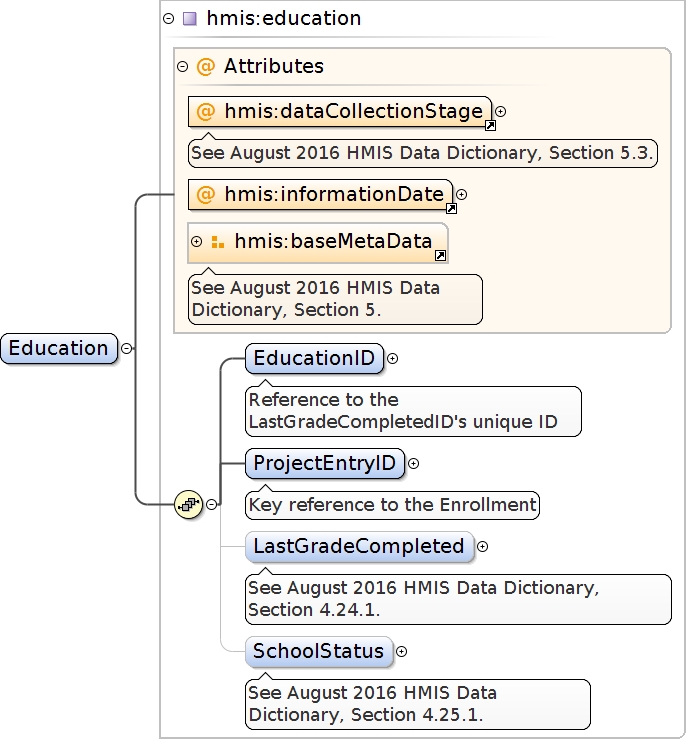 hmis:education
@ Attributes
@ hmis:dataCollectionStage
See August 2016 HMIS Data Dictionary, Section 5.3.
@ hmis:informationDate
hmis:baseMetaData
See August 2016 HMIS Data
Dictionary, Section 5.
Education
EducationID
Reference to the
LastGradeCompletedID's unique ID
ProjectEntryID
Key reference to the Enrollment
LastGradeCompleted
See August 2016 HMIS Data Dictionary,
Section 4.24.1.
SchoolStatus
See August 2016 HMIS Data
Dictionary, Section 4.25.1.